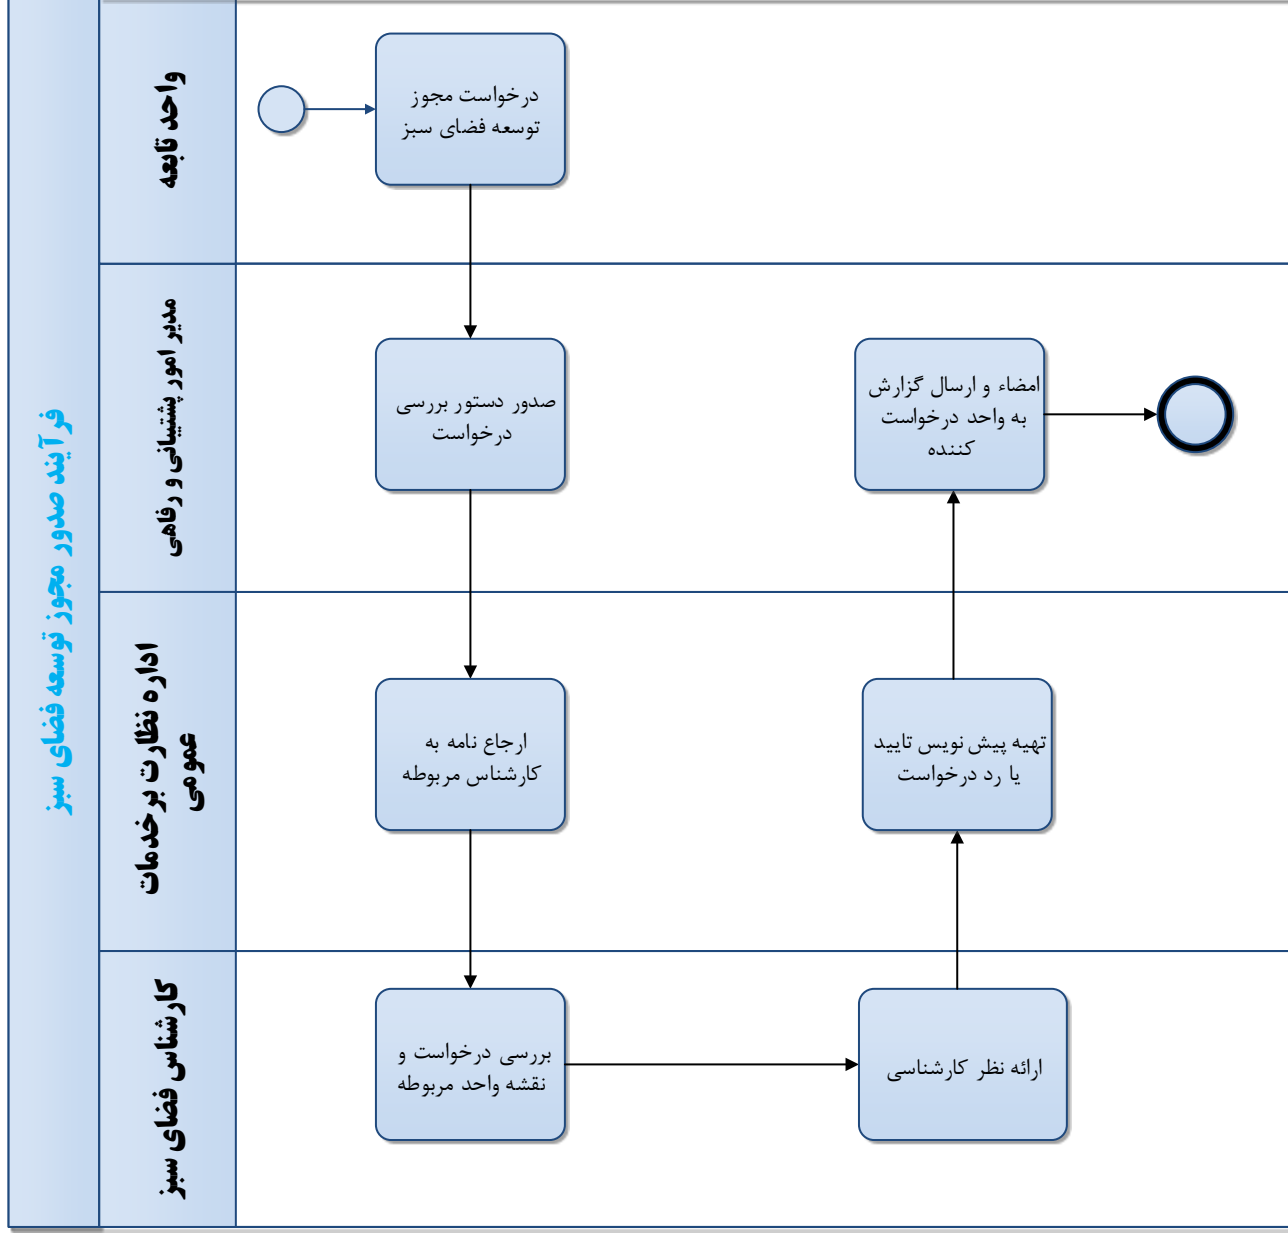 فرآیند صدور مجوز توسعه فضای سبز
واحد تابعه
درخواست مجوز
توسعه فضای سبز
مدیر امور پشتیبانی و رفاهی
صدور دستور بررسی
درخواست
امضاء و ارسال گزارش
به واحد درخواست
کننده
اداره نظارت برخدمات
عمومی
ارجاع نامه به
کارشناس مربوطه
تهیه پیش نویس تایید
یا رد درخواست
کارشناس فضای سبز
بررسی درخواست و
نقشه واحد مربوطه
ارائه نظر کارشناسی